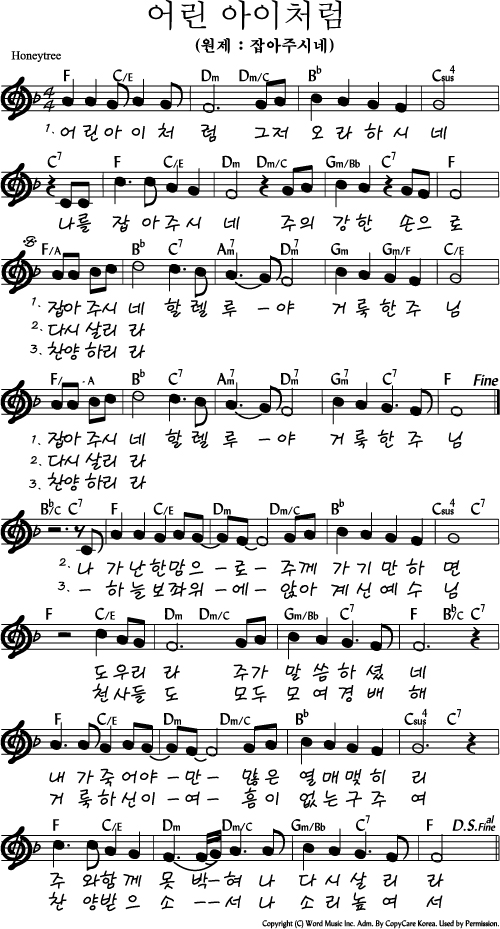 어린 아이처럼
(원제 : 잡아주시네)
Honeytree
F C/E Dm Dm/C Bb Csus4
1. 어린아이 처 럼 그저 오 라 하 시 네
C7 F C/E Dm Dm/C Gm/Bb C7 F
나를 잡 아주시 네 주의 강 한 손으 로
F/A Bb C7 Am7 Dm7 Gm Gm/F C/E
1. 잡아 주시 네 할 렐 루 - 야 거 룩 한 주 님
2. 다시 살리 라
3. 찬양 하리 라
F/ - A Bb C7 Am7 Dm7 Gm7 C7 F Fine
1. 잡아 주시 네 할 렐 루 - 야 거 룩 한 주 님
2. 다시 살리 라
3. 찬양 하리 라
Bb/C C7 F C/E Dm Dm/C Bb Csus4 C7
2. 나 가 난 한맘으 - 로 - 주께 가 기 만 하 면
3. - 하 늘 보좌위 - 에 - 앉아 계 신 예 수 님
F C/E Dm Dm/C Gm/Bb C7 F Bb/C C7
도 우리 라 주가 말 씀 하 셨 네
천 사들 도 모두 모 여 경 배 해
F C/E Dm Dm/C Bb Csus4 C7
내 가 죽 어야 - 만 - 많은 열 매 맺 히 리
거 룩 하 신이 - 여 - 흠이 없 는 구 주 여
F C/E Dm Dm/C Gm/Bb C7 F D.S. al Fine
주 와함께 못 박 - 혀 나 다 시 살 리 라
찬 양받으 소 - - 서 나 소 리 높 여 서
Copyright (C) Word Music Inc. Adm. By CopyCare Korea. Used by Permission.